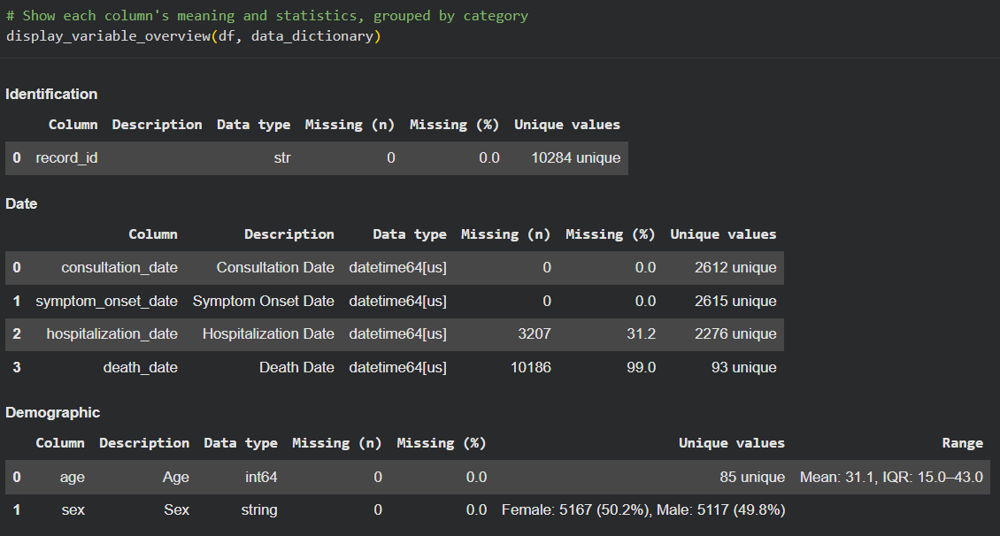 # Show each column's meaning and statistics, grouped by category
display_variable_overview(df, data_dictionary)
Identification
Column Description Data type Missing (n) Missing (%) Unique values
0 record_id str 0 0.0 10284 unique
Date
Column Description Data type Missing (n) Missing (%) Unique values
0 consultation_date Consultation Date datetime64[us] 0 0.0 2612 unique
1 symptom_onset_date Symptom Onset Date datetime64[us] 0 0.0 2615 unique
2 hospitalization_date Hospitalization Date datetime64[us] 3207 31.2 2276 unique
3 death_date Death Date datetime64[us] 10186 99.0 93 unique
Demographic
Column Description Data type Missing (n) Missing (%) Unique values Range
0 age Age int64 0 0.0 85 unique Mean: 31.1, IQR: 15.0–43.0
1 sex Sex string 0 0.0 Female: 5167 (50.2%), Male: 5117 (49.8%)